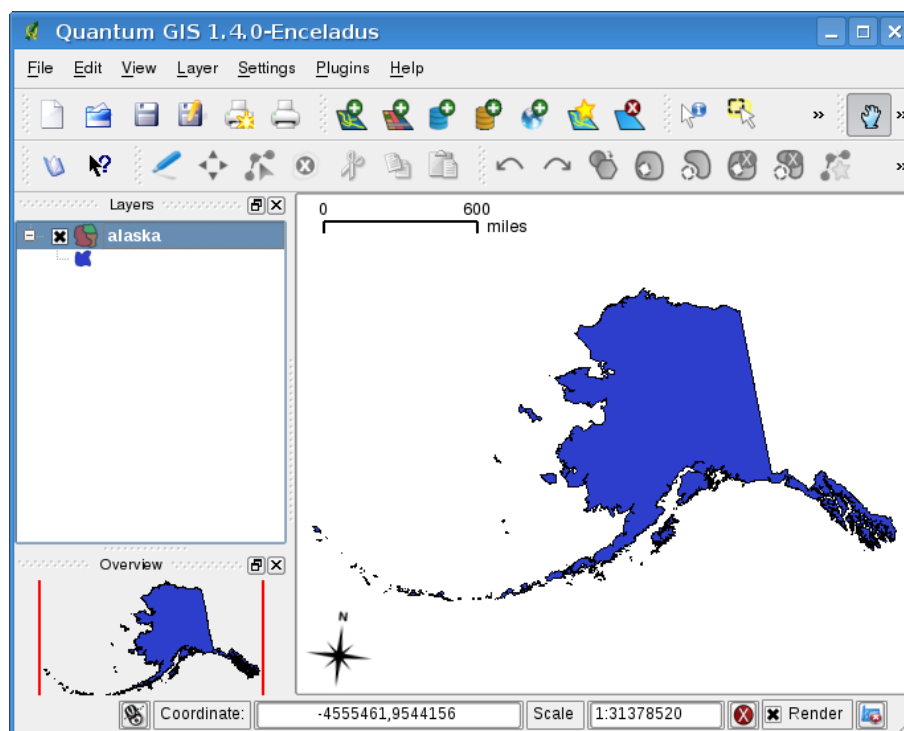 Quantum GIS 1.4.0-Enceladus
File Edit View Layer Settings Plugins Help
Layers
alaska
0 600
miles
Overview
N
Coordinate: -4555461,9544156 Scale 1:31378520 Render